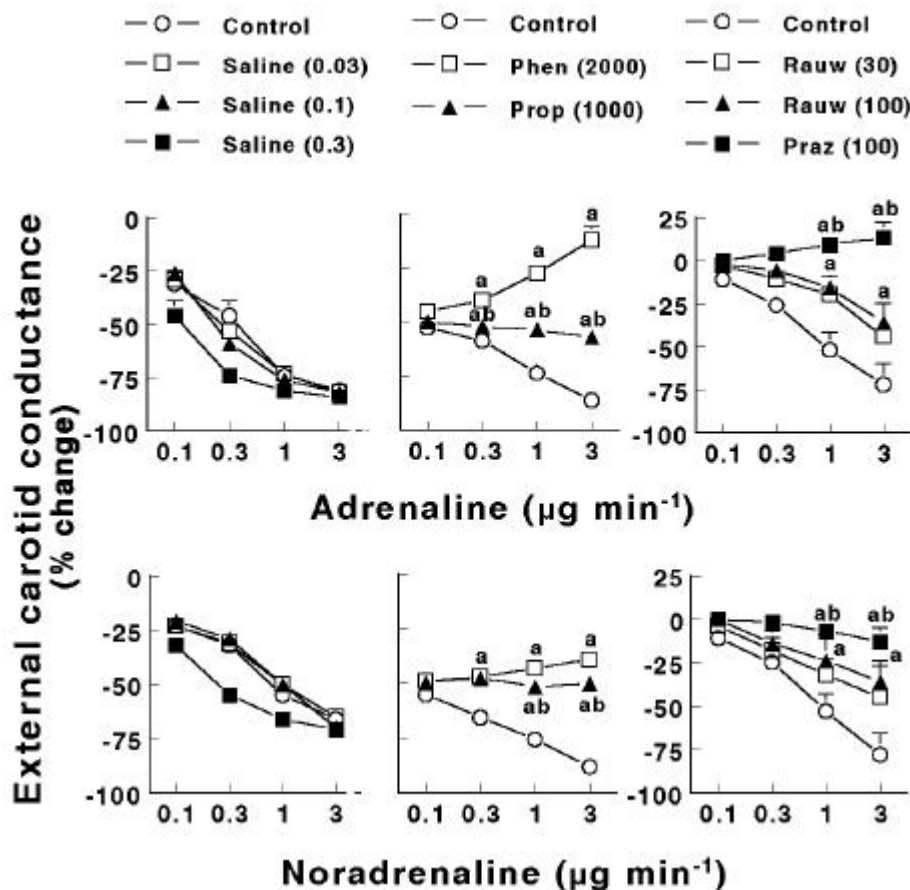 Control
Saline (0.03)
Saline (0.1)
Saline (0.3)
Control
Phen (2000)
Prop (1000)
Control
Rauw (30)
Rauw (100)
Praz (100)
External carotid conductance
(% change)
0
-25
-50
-75
-100
0.1 0.3 1 3
a
a
a
ab
ab
ab
0.1 0.3 1 3
25
0
-25
-50
-75
-100
ab
ab
a
a
0.1 0.3 1 3
Adrenaline (µg min-1)
0
-25
-50
-75
-100
0.1 0.3 1 3
a
a
a
ab
ab
0.1 0.3 1 3
25
0
-25
-50
-75
-100
ab
ab
a
a
0.1 0.3 1 3
Noradrenaline (µg min-1)